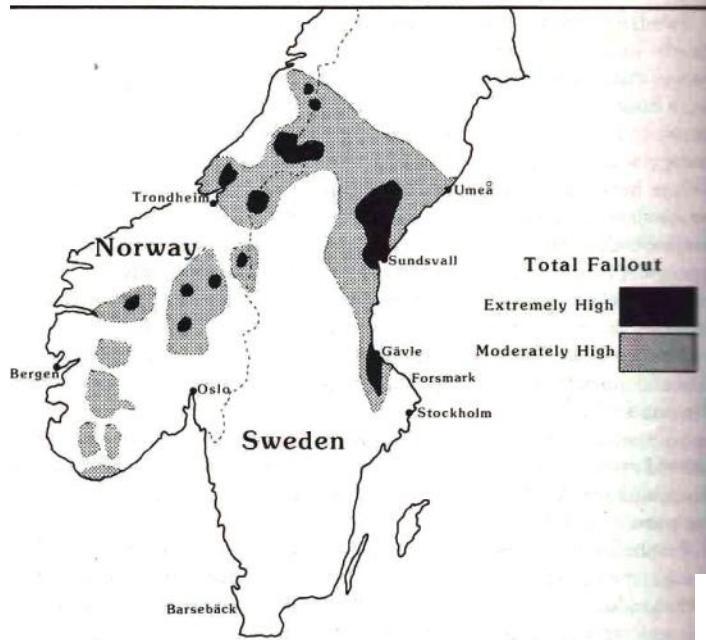 Umeå
Trondheim
Norway
Sundsvall
Total Fallout
Extremely High
Gävle
Moderately High
Bergen
Forsmark
Oslo
Stockholm
Sweden
Barsebäck